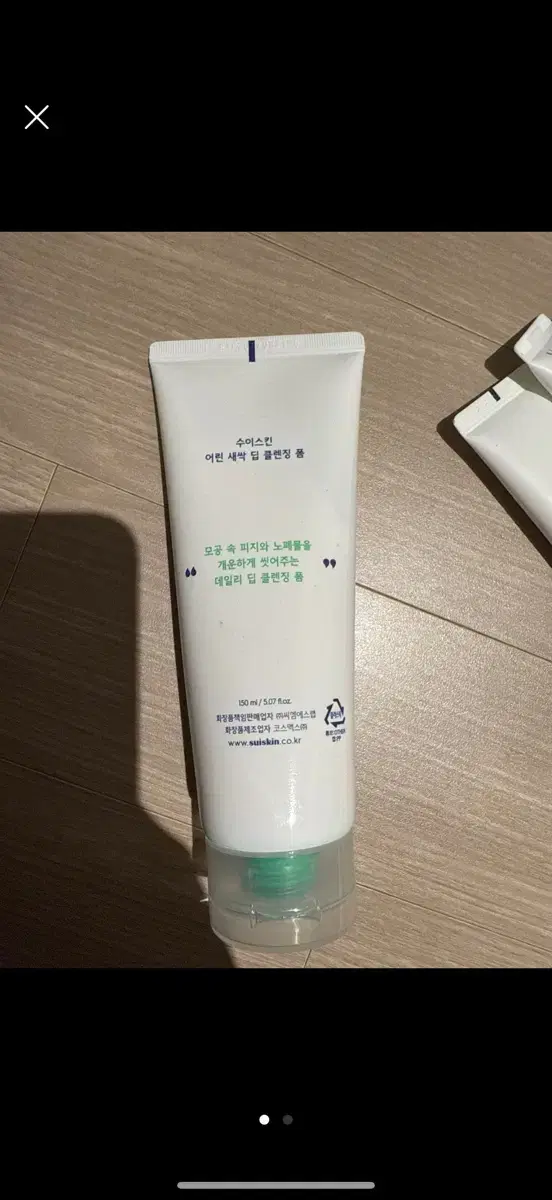 수이스킨
어린 새싹 딥 클렌징 폼
“ 모공 속 피지와 노폐물을
개운하게 씻어주는
데일리 딥 클렌징 폼 ”
150 ml / 5.07 fl.oz.
화장품책임판매업자 ㈜씨엠에스랩
화장품제조업자 코스맥스㈜
www.suiskin.co.kr